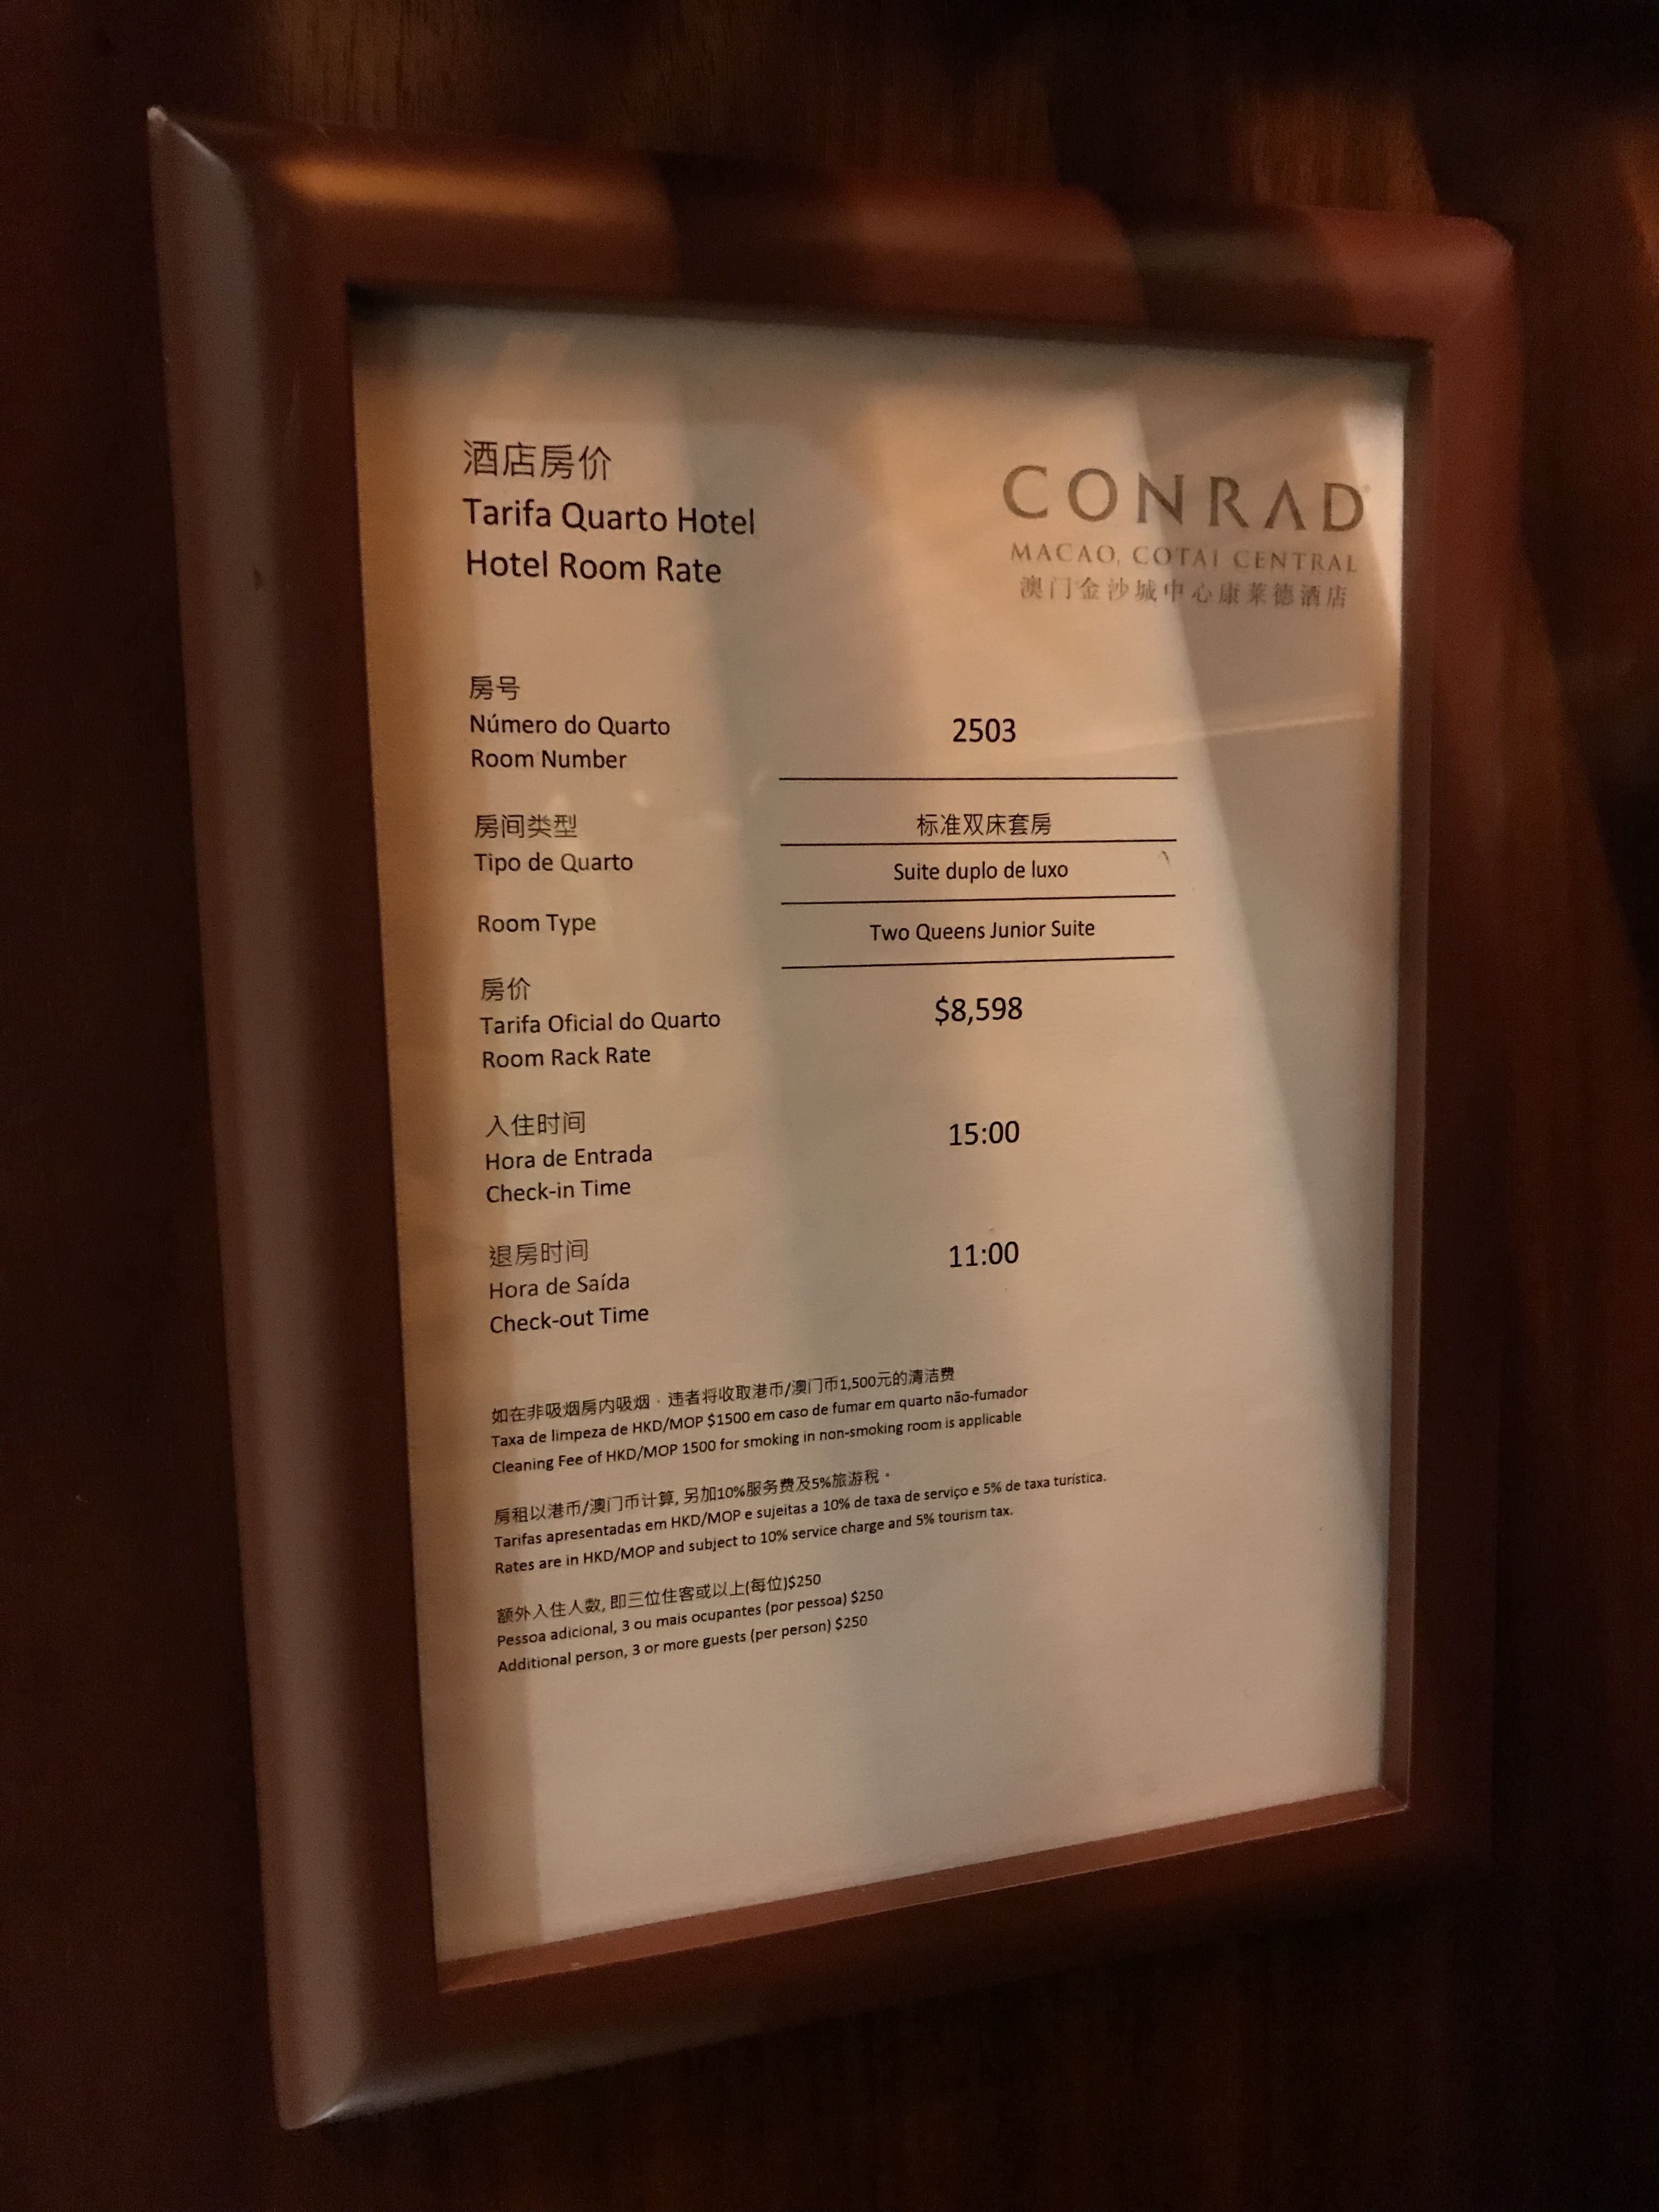 酒店房价
Tarifa Quarto Hotel
Hotel Room Rate
CONRAD
MACAO, COTAI CENTRAL
澳门金沙城中心康莱德酒店
房号
Número do Quarto
Room Number
2503
房间类型
标准双床套房
Tipo de Quarto
Suite duplo de luxo
Room Type
Two Queens Junior Suite
房价
Tarifa Oficial do Quarto
Room Rack Rate
$8,598
入住时间
Hora de Entrada
Check-in Time
15:00
退房时间
Hora de Saída
Check-out Time
11:00
如在非吸烟房内吸烟，违者将收取港币/澳门币1,500元的清洁费
Taxa de limpeza de HKD/MOP $1500 em caso de fumar em quarto não-fumador
Cleaning Fee of HKD/MOP 1500 for smoking in non-smoking room is applicable
房租以港币/澳门币计算, 另加10%服务费及5%旅游税。
Tarifas apresentadas em HKD/MOP e sujeitas a 10% de taxa de serviço e 5% de taxa turística.
Rates are in HKD/MOP and subject to 10% service charge and 5% tourism tax.
额外入住人数, 即三位住客或以上(每位)$250
Pessoa adicional, 3 ou mais ocupantes (por pessoa) $250
Additional person, 3 or more guests (per person) $250